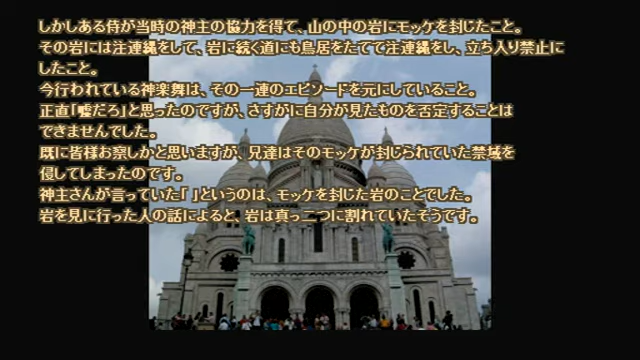 しかしある侍が当時の神主の協力を得て、山の中の岩にモッケを封じたこと。
その岩には注連縄をして、岩に続く道にも鳥居をたてて注連縄をし、立ち入り禁止に
したこと。
今行われている神楽舞は、その一連のエピソードを元にしていること。
正直「嘘だろ」と思ったのですが、さすがに自分が見たものを否定することは
できませんでした。
既に皆様お察しかと思いますが、兄達はそのモッケが封じられていた禁域を
侵してしまったのです。
神主さんが言っていた「 」というのは、モッケを封じた岩のことでした。
岩を見に行った人の話によると、岩は真っ二つに割れていたそうです。